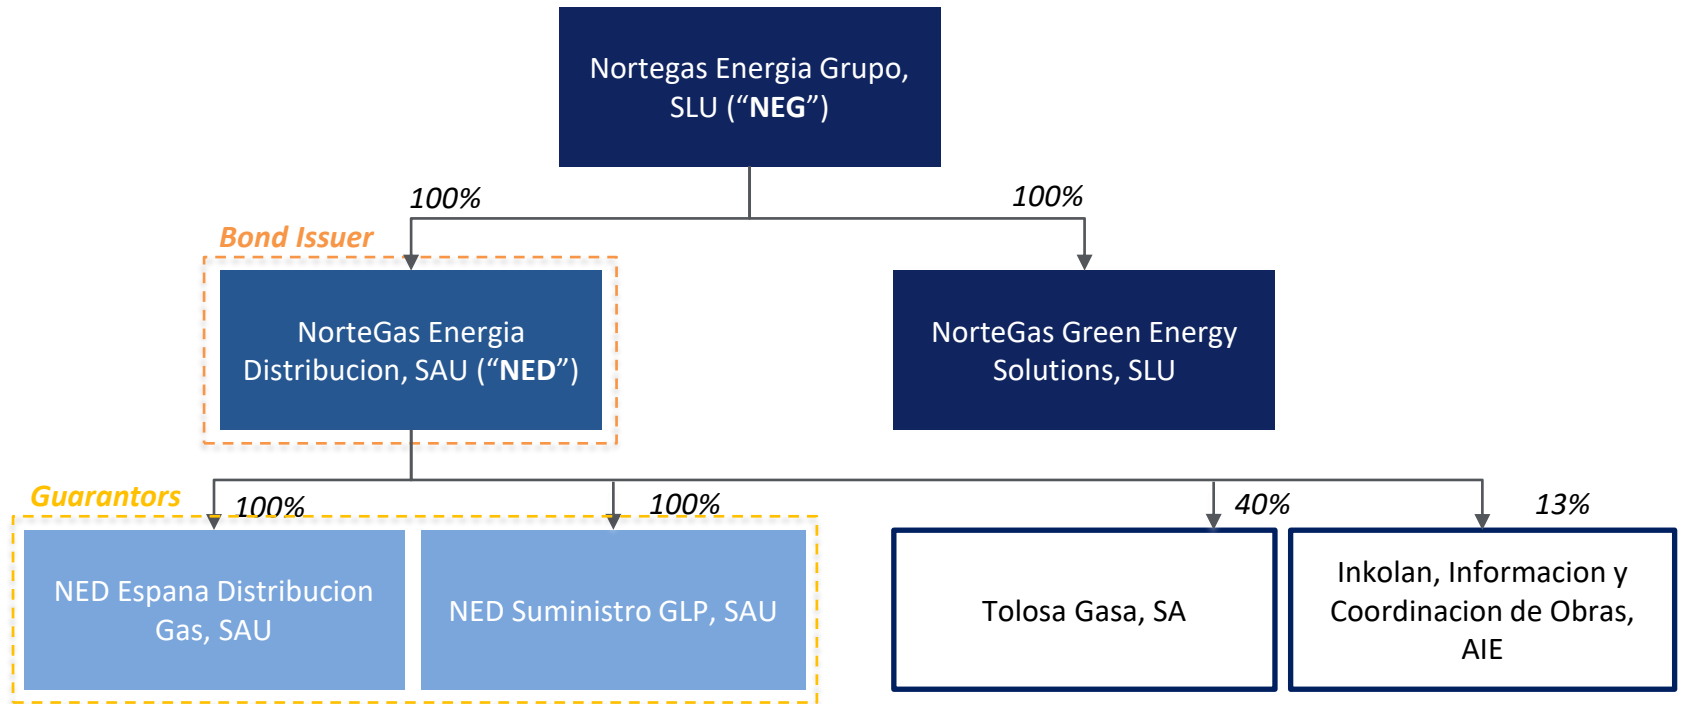 Nortegas Energia Grupo,
SLU (“NEG”)
100%
100%
Bond Issuer
NorteGas Energia
Distribucion, SAU (“NED”)
NorteGas Green Energy
Solutions, SLU
Guarantors
100%
100%
40%
13%
NED Espana Distribucion
Gas, SAU
NED Suministro GLP, SAU
Tolosa Gasa, SA
Inkolan, Informacion y
Coordinacion de Obras,
AIE